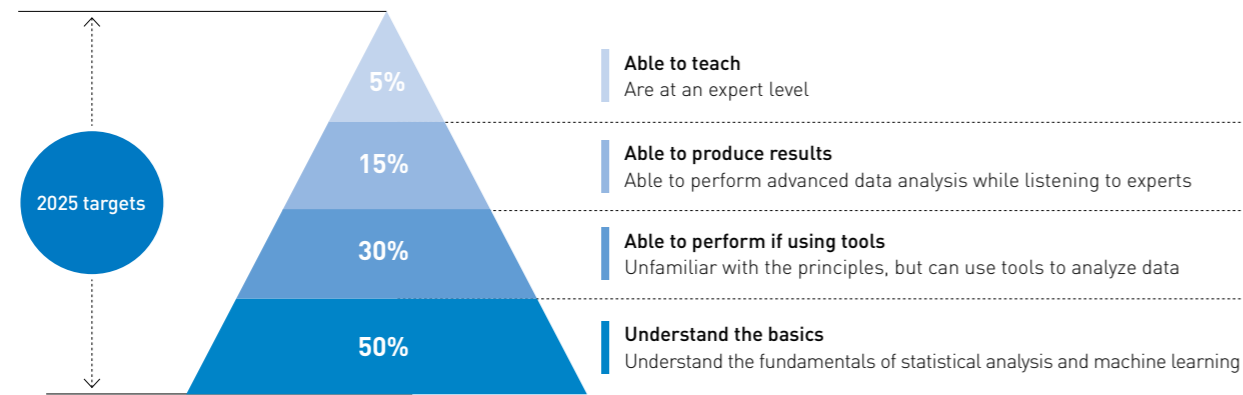 2025 targets
5%
Able to teach
Are at an expert level
15%
Able to produce results
Able to perform advanced data analysis while listening to experts
30%
Able to perform if using tools
Unfamiliar with the principles, but can use tools to analyze data
50%
Understand the basics
Understand the fundamentals of statistical analysis and machine learning